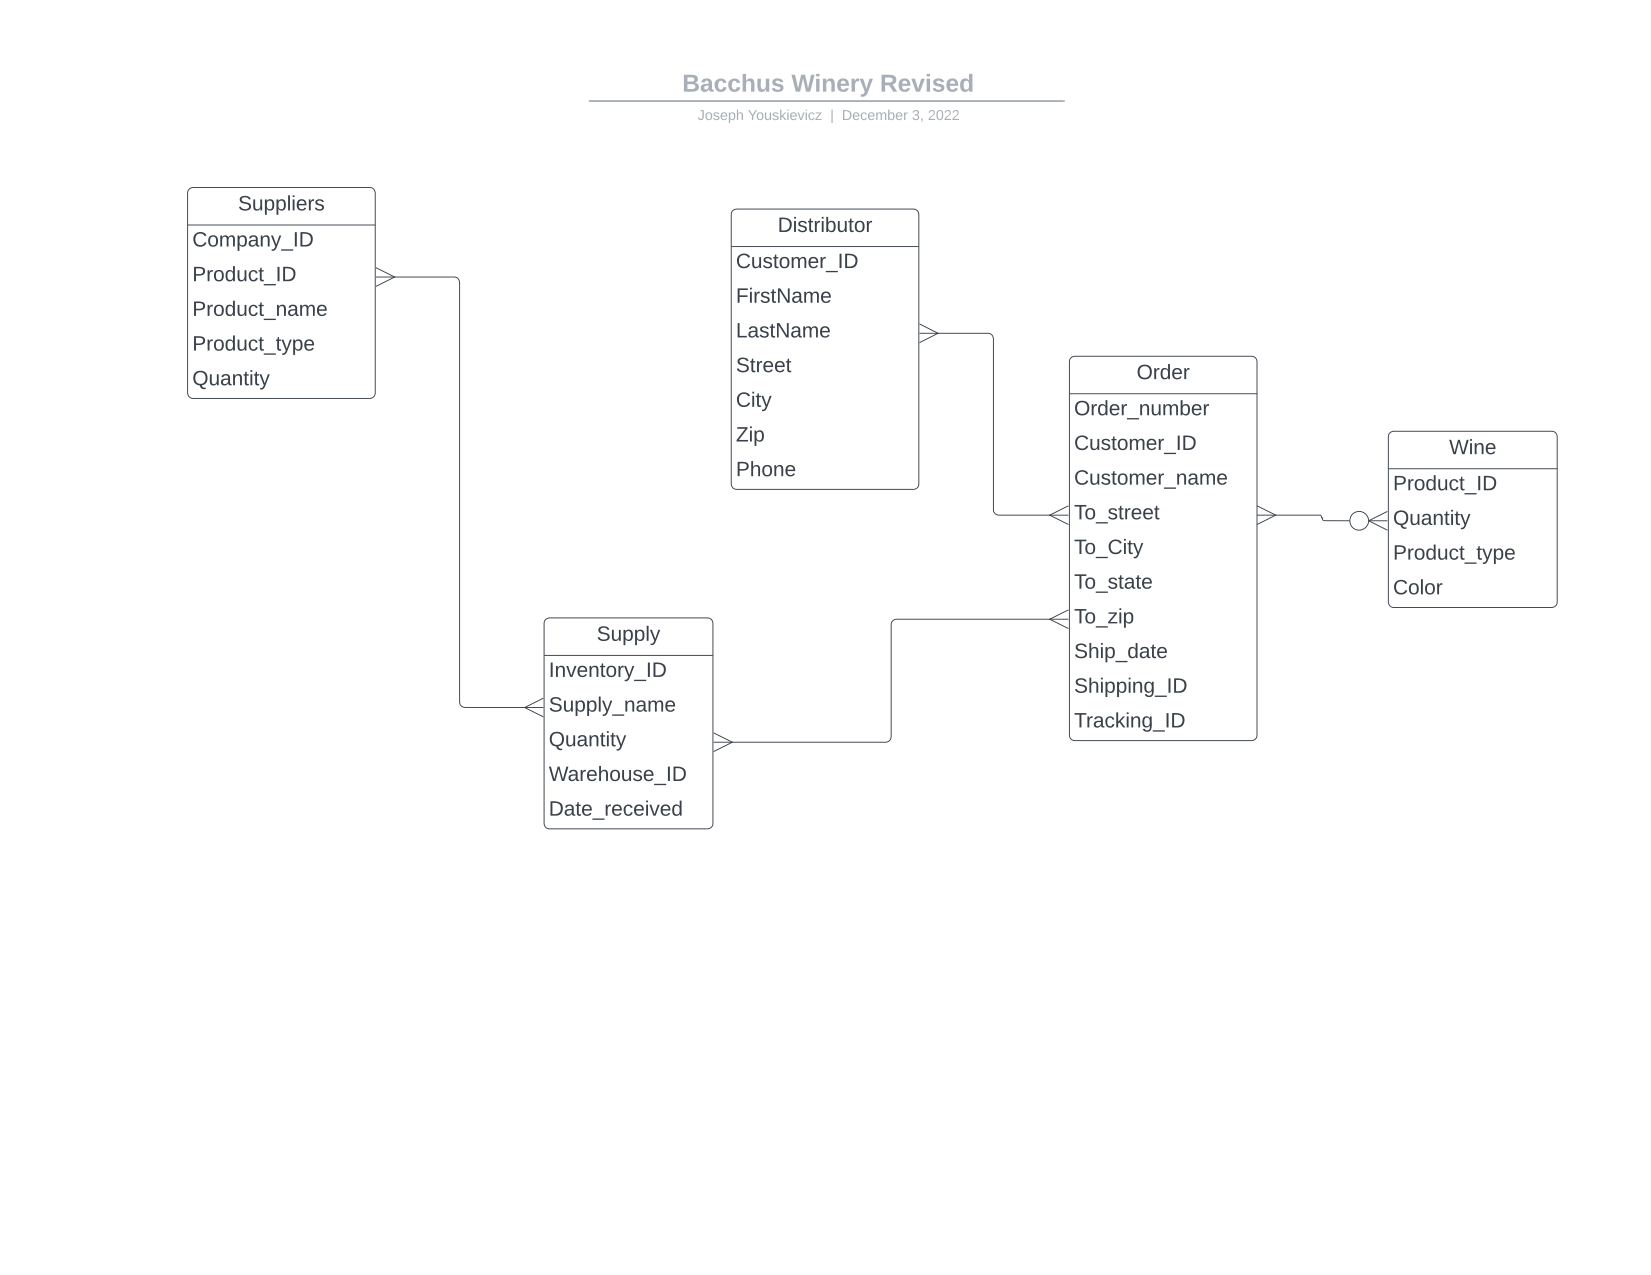 Bacchus Winery Revised
Joseph Youskievicz | December 3, 2022
Suppliers
Company_ID
Product_ID
Product_name
Product_type
Quantity
Distributor
Customer_ID
FirstName
LastName
Street
City
Zip
Phone
Order
Order_number
Customer_ID
Customer_name
To_street
To_City
To_state
To_zip
Ship_date
Shipping_ID
Tracking_ID
Wine
Product_ID
Quantity
Product_type
Color
Supply
Inventory_ID
Supply_name
Quantity
Warehouse_ID
Date_received